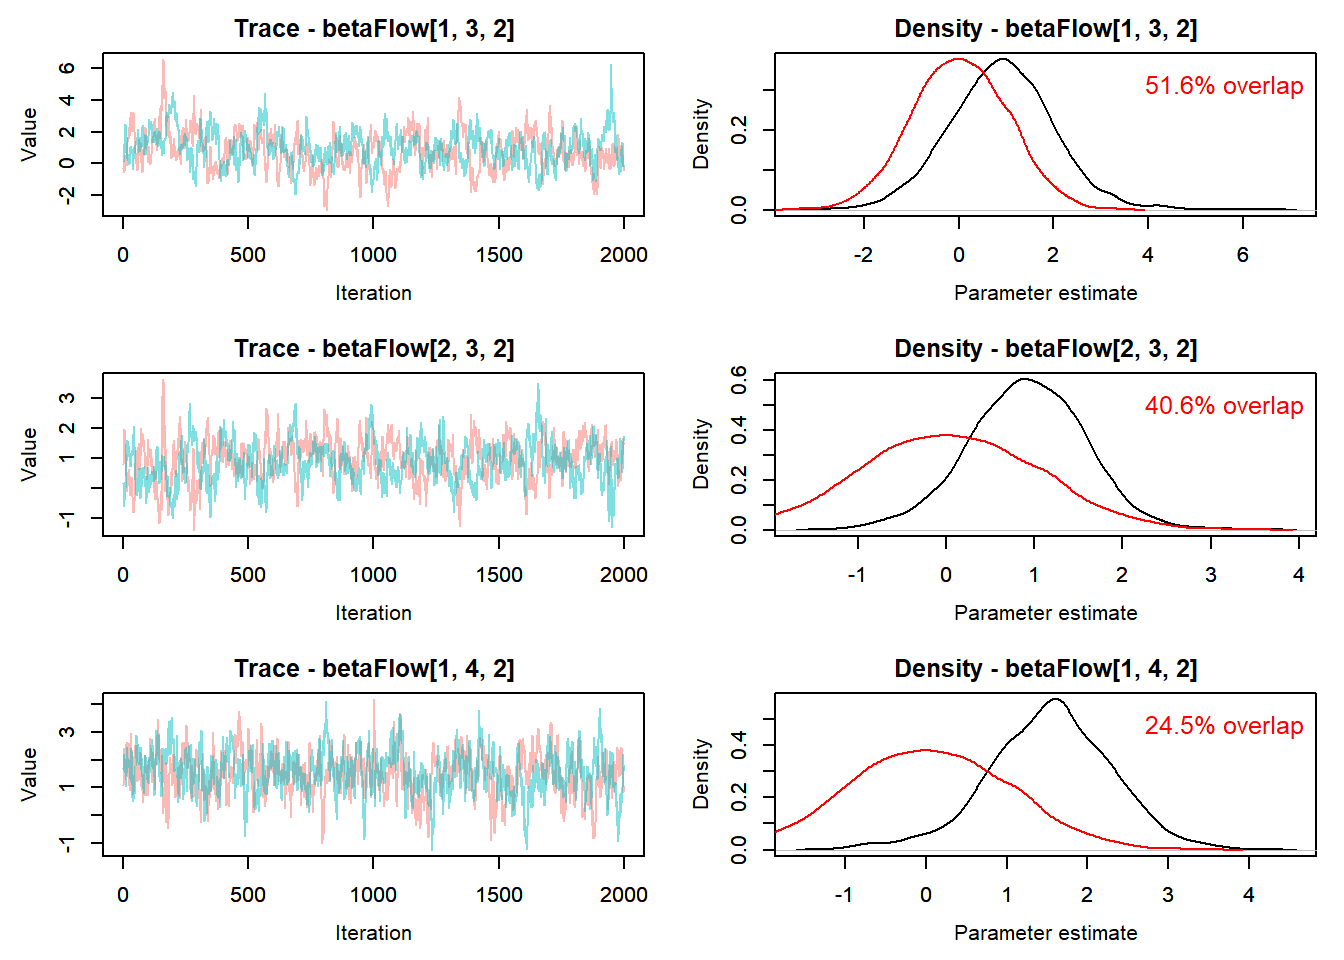 Trace - betaFlow[1, 3, 2]
Value
6
4
2
0
-2
0 500 1000 1500 2000
Iteration
Density - betaFlow[1, 3, 2]
Density
0.2
0.0
51.6% overlap
-2 0 2 4 6
Parameter estimate
Trace - betaFlow[2, 3, 2]
Value
3
2
1
-1
0 500 1000 1500 2000
Iteration
Density - betaFlow[2, 3, 2]
Density
0.6
0.4
0.2
0.0
40.6% overlap
-1 0 1 2 3 4
Parameter estimate
Trace - betaFlow[1, 4, 2]
Value
3
1
-1
0 500 1000 1500 2000
Iteration
Density - betaFlow[1, 4, 2]
Density
0.4
0.2
0.0
24.5% overlap
-1 0 1 2 3 4
Parameter estimate